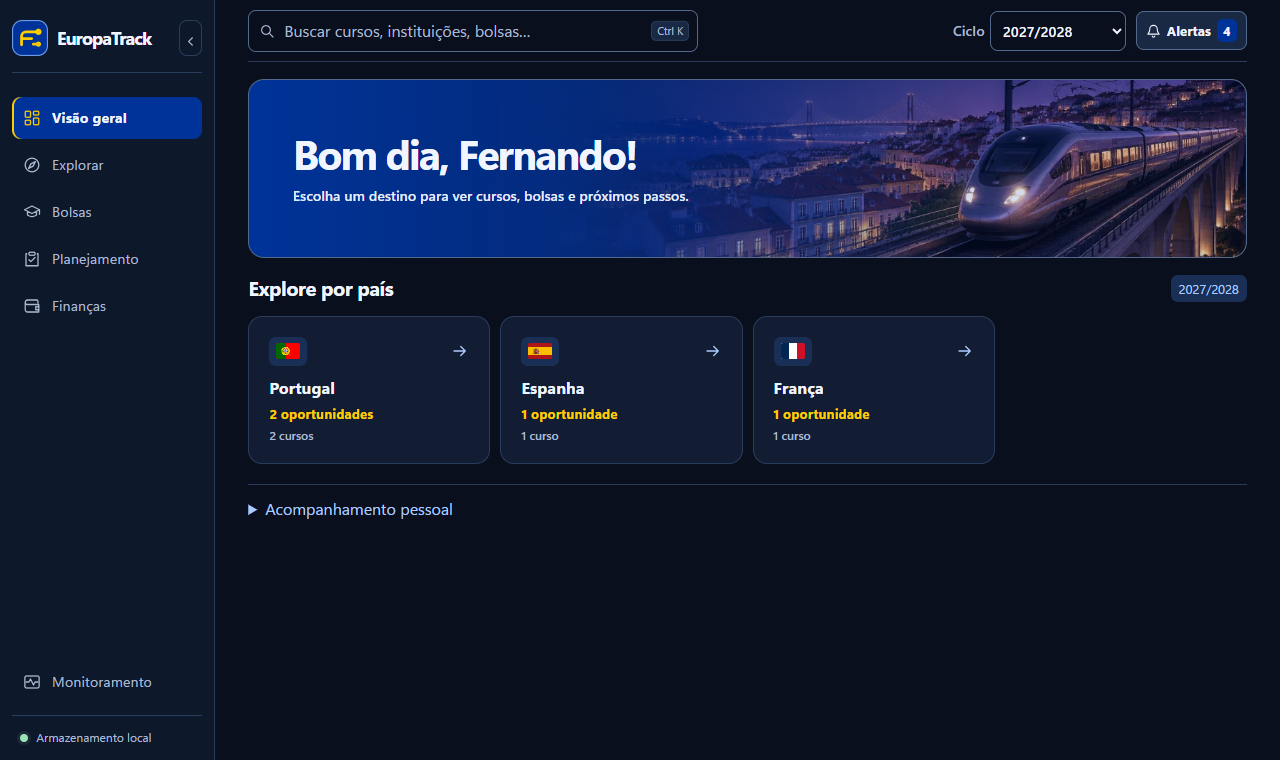 EuropaTrack
Buscar cursos, instituições, bolsas...
Ctrl K
Ciclo
2027/2028
Alertas
4
Visão geral
Explorar
Bolsas
Planejamento
Finanças
Bom dia, Fernando!
Escolha um destino para ver cursos, bolsas e próximos passos.
Explore por país
2027/2028
Portugal
2 oportunidades
2 cursos
Espanha
1 oportunidade
1 curso
França
1 oportunidade
1 curso
Acompanhamento pessoal
Monitoramento
Armazenamento local